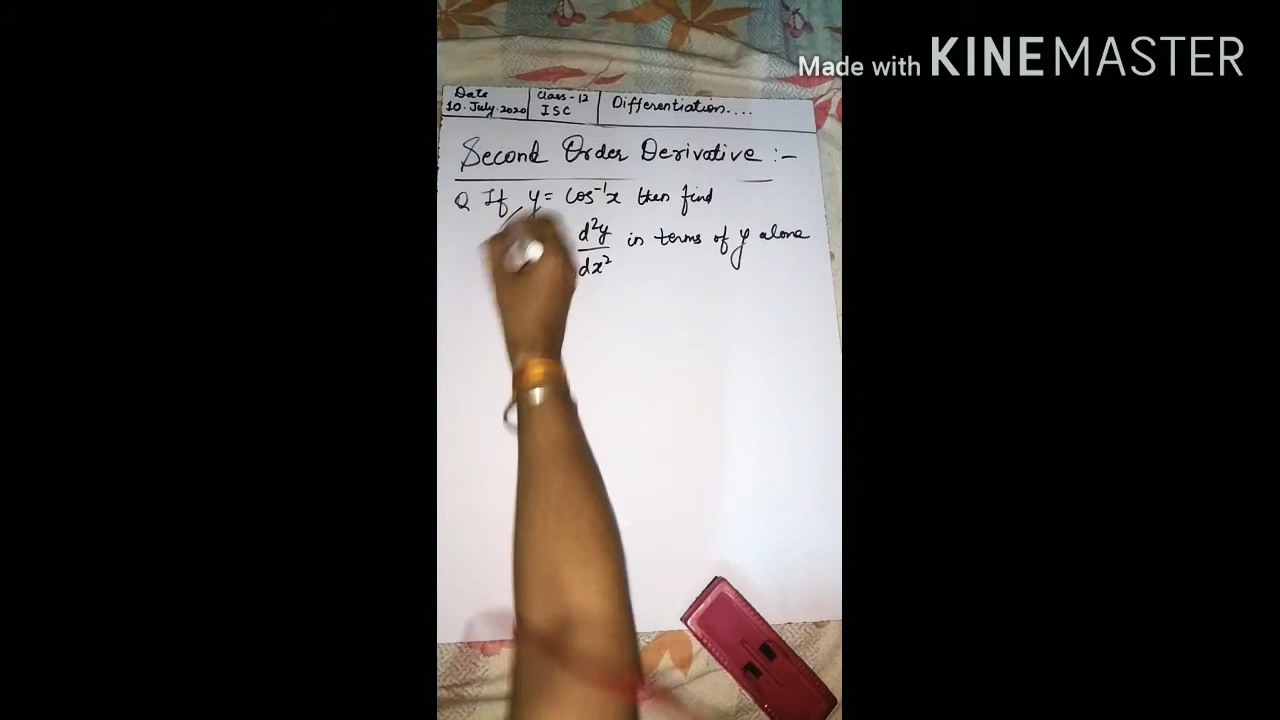 Made with KINEMASTER
Date
10.July.2020
Class-12
ISC
Differentiation....
Second Order Derivative :-
Q If y = cos⁻¹x then find
d²y/dx² in terms of y alone